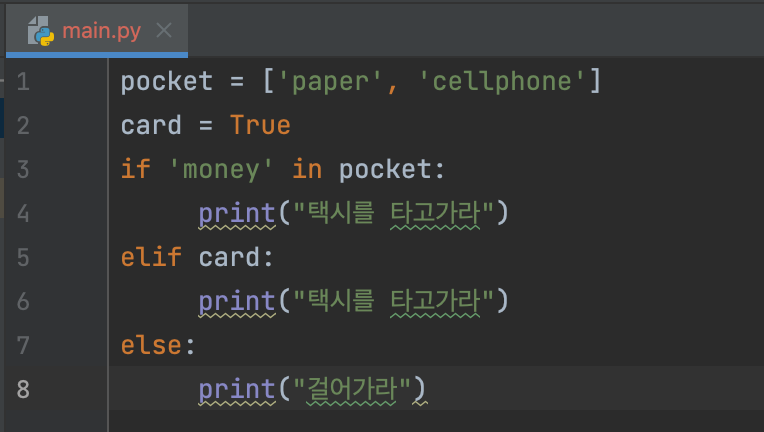 main.py
1 pocket = ['paper', 'cellphone']
2 card = True
3 if 'money' in pocket:
4     print("택시를 타고가라")
5 elif card:
6     print("택시를 타고가라")
7 else:
8     print("걸어가라")